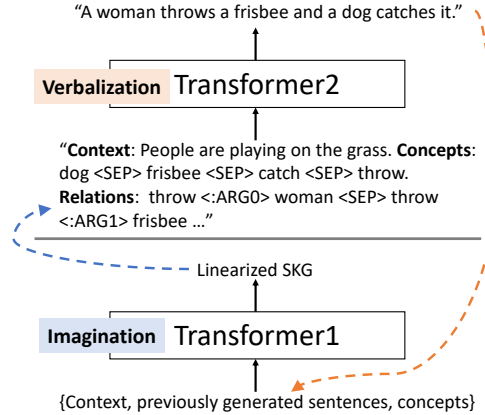 “A woman throws a frisbee and a dog catches it.”
Verbalization Transformer2
“Context: People are playing on the grass. Concepts:
dog <SEP> frisbee <SEP> catch <SEP> throw.
Relations: throw <:ARG0> woman <SEP> throw
<:ARG1> frisbee ...”
Linearized SKG
Imagination Transformer1
{Context, previously generated sentences, concepts}